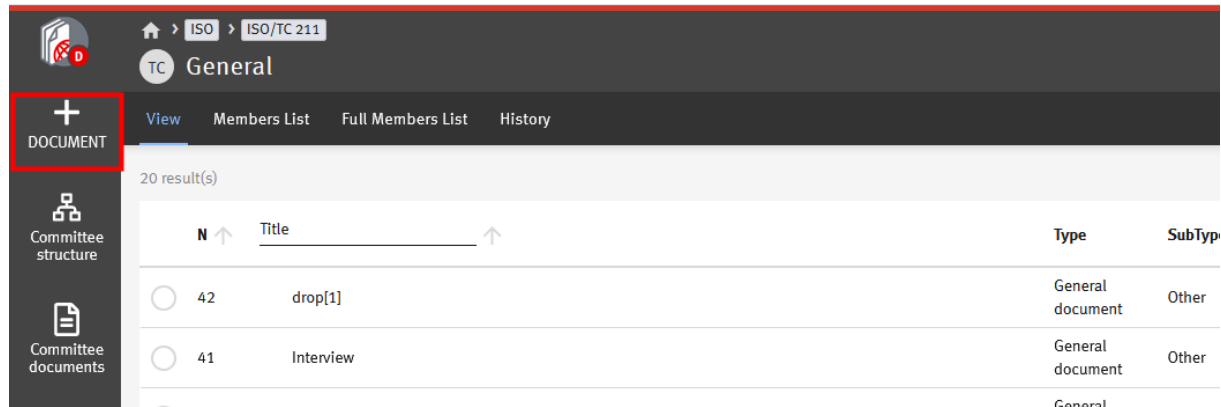 ISO > ISO/TC 211
D
TC General
DOCUMENT
View Members List Full Members List History
20 result(s)
Committee
structure
N Title Type
42 drop[1] General
document Other
Committee
documents
41 Interview General
document Other
General